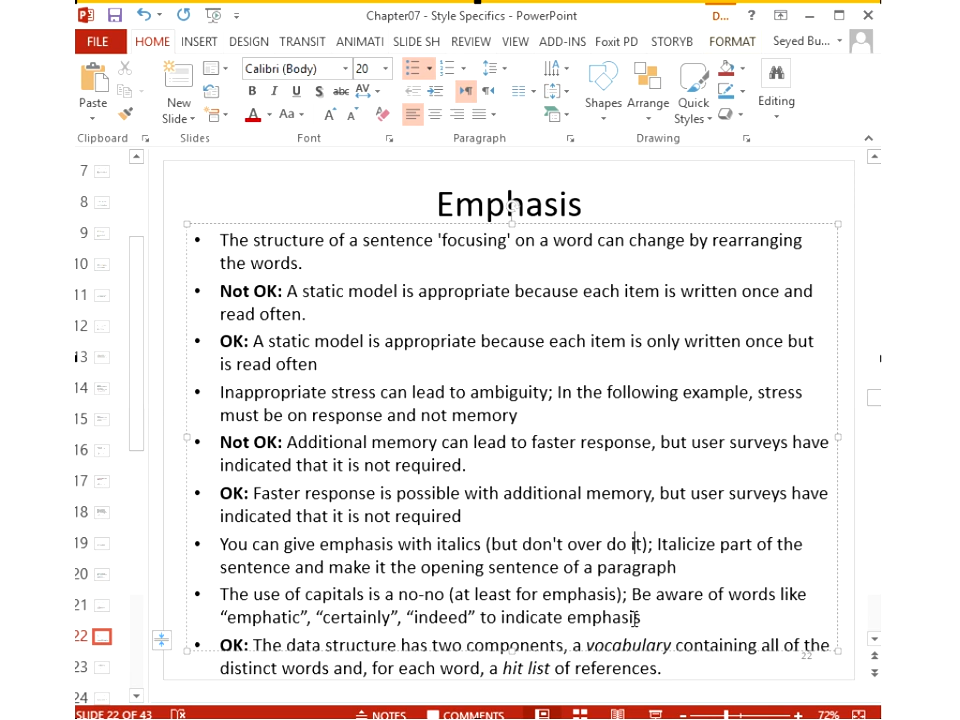 Chapter07 - Style Specifics - PowerPoint
D...
?
FILE
HOME
INSERT
DESIGN
TRANSIT
ANIMATI
SLIDE SH
REVIEW
VIEW
ADD-INS
Foxit PD
STORYB
FORMAT
Seyed Bu...
Calibri (Body)
20
Paste
New
Slide
B I U S abc AV
A Aa A A
Shapes
Arrange
Quick
Styles
Editing
Clipboard
Slides
Font
Paragraph
Drawing
7
8
9
10
11
12
13
14
15
16
17
18
19
20
21
22
23
24
Emphasis
• The structure of a sentence 'focusing' on a word can change by rearranging
the words.
• Not OK: A static model is appropriate because each item is written once and
read often.
• OK: A static model is appropriate because each item is only written once but
is read often
• Inappropriate stress can lead to ambiguity; In the following example, stress
must be on response and not memory
• Not OK: Additional memory can lead to faster response, but user surveys have
indicated that it is not required.
• OK: Faster response is possible with additional memory, but user surveys have
indicated that it is not required
• You can give emphasis with italics (but don't over do it); Italicize part of the
sentence and make it the opening sentence of a paragraph
• The use of capitals is a no-no (at least for emphasis); Be aware of words like
“emphatic”, “certainly”, “indeed” to indicate emphasis
• OK: The data structure has two components, a vocabulary containing all of the
distinct words and, for each word, a hit list of references.
22
SLIDE 22 OF 43
NOTES
COMMENTS
72%